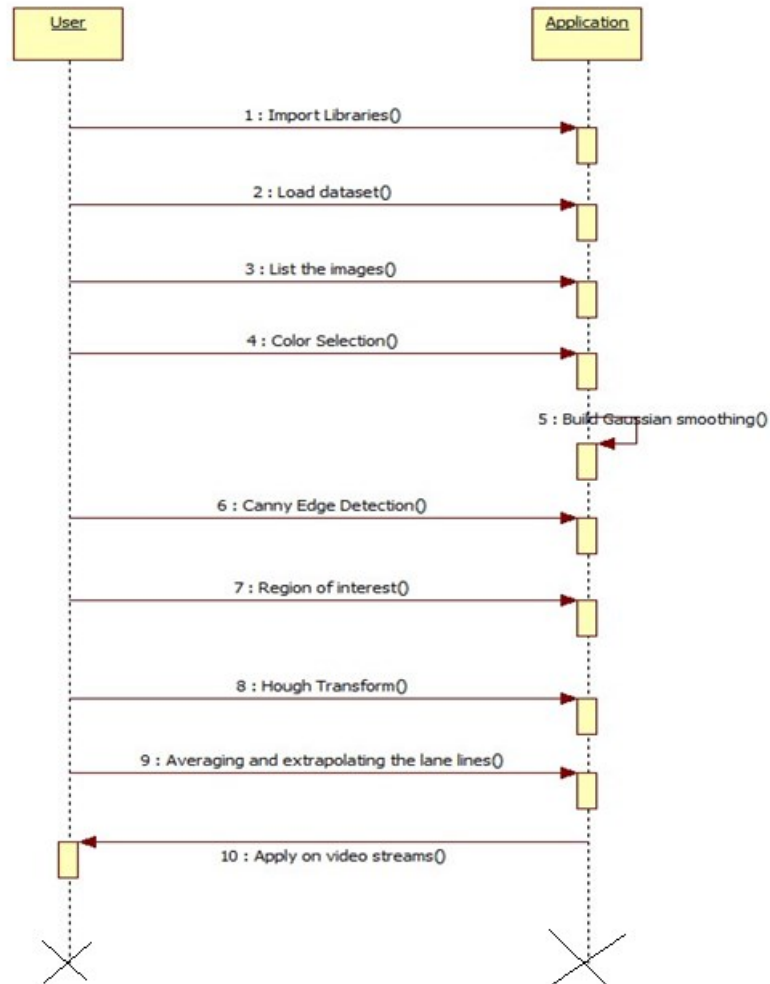 User
Application
1 : Import Libraries()
2 : Load dataset()
3 : List the images()
4 : Color Selection()
5 : Build Gaussian smoothing()
6 : Canny Edge Detection()
7 : Region of interest()
8 : Hough Transform()
9 : Averaging and extrapolating the lane lines()
10 : Apply on video streams()